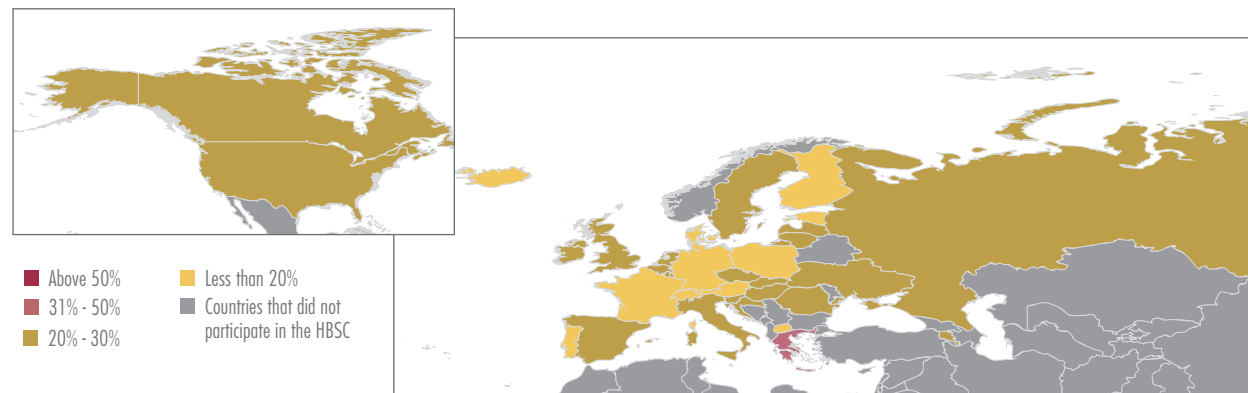 Above 50%
31% - 50%
20% - 30%
Less than 20%
Countries that did not
participate in the HBSC